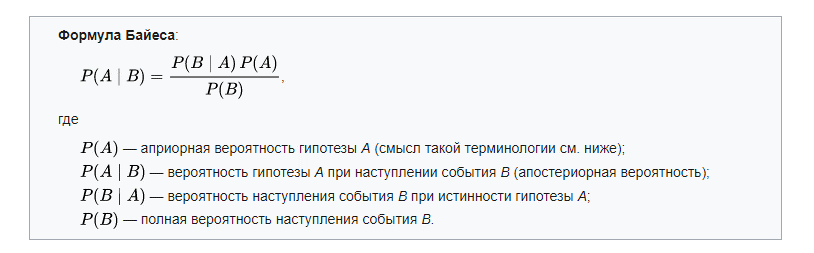 Формула Байеса:
P(A | B) = P(B | A) P(A) / P(B),
где
P(A) — априорная вероятность гипотезы A (смысл такой терминологии см. ниже);
P(A | B) — вероятность гипотезы A при наступлении события B (апостериорная вероятность);
P(B | A) — вероятность наступления события B при истинности гипотезы A;
P(B) — полная вероятность наступления события B.